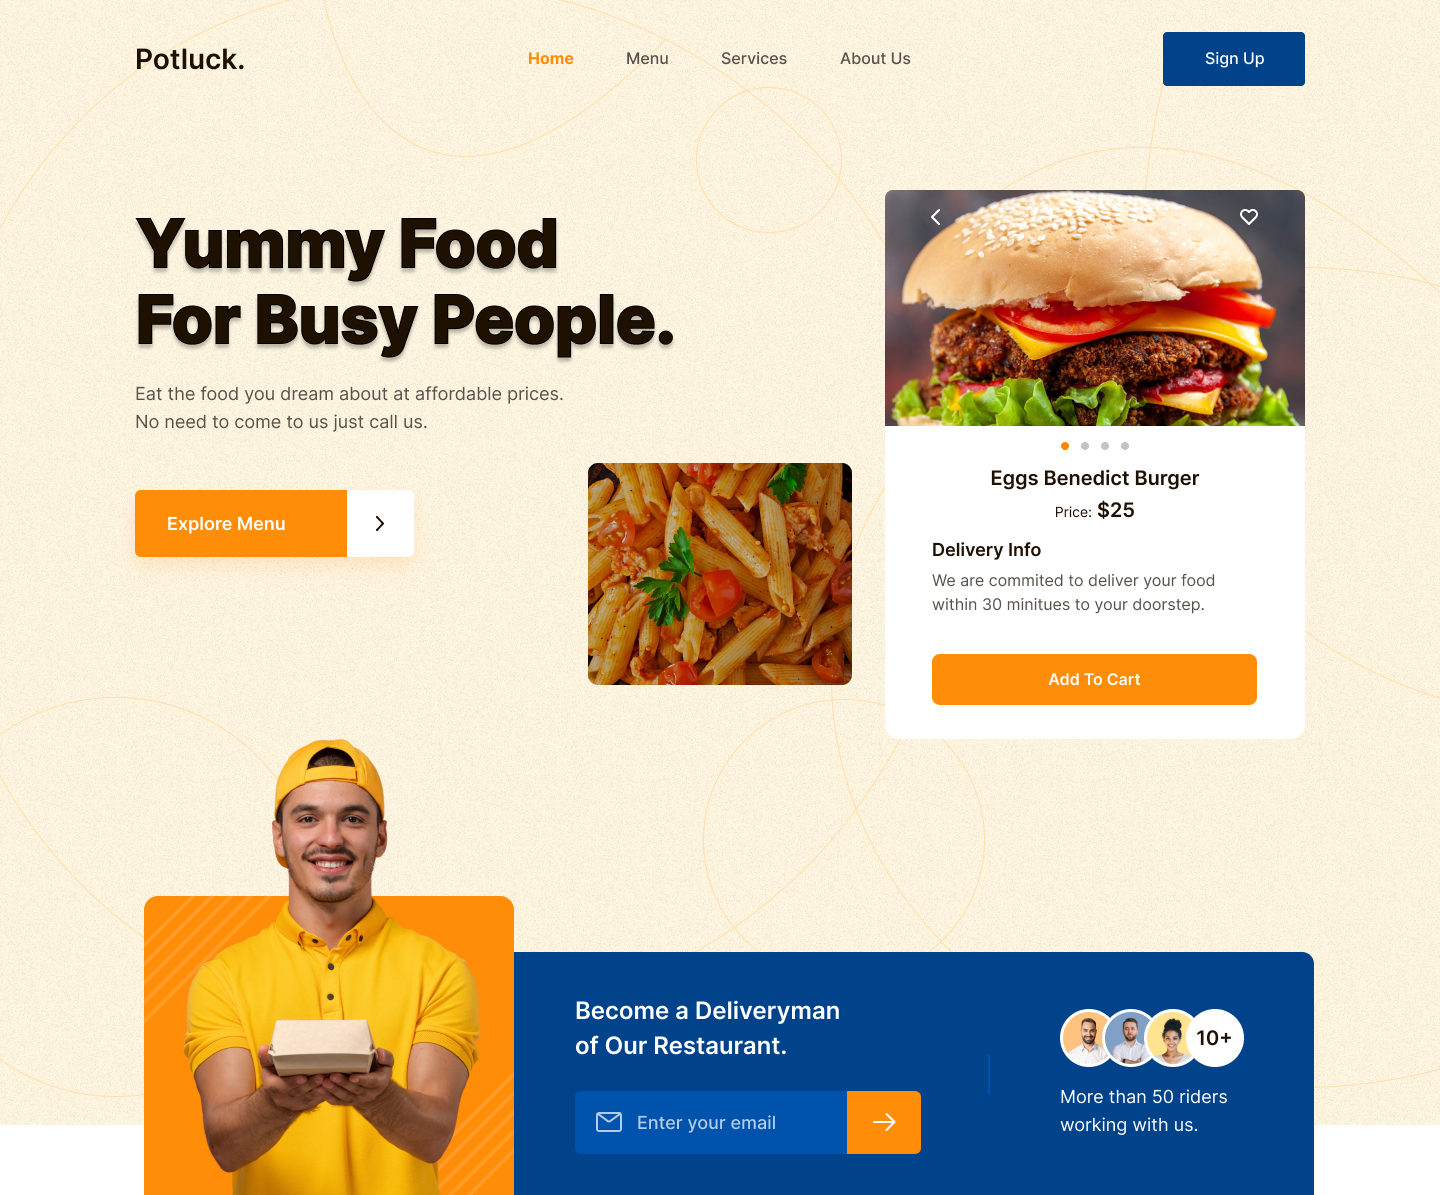 Potluck.
Home
Menu
Services
About Us
Sign Up
Yummy Food
For Busy People.
Eat the food you dream about at affordable prices.
No need to come to us just call us.
Explore Menu
Eggs Benedict Burger
Price: $25
Delivery Info
We are commited to deliver your food
within 30 minitues to your doorstep.
Add To Cart
Become a Deliveryman
of Our Restaurant.
Enter your email
10+
More than 50 riders
working with us.